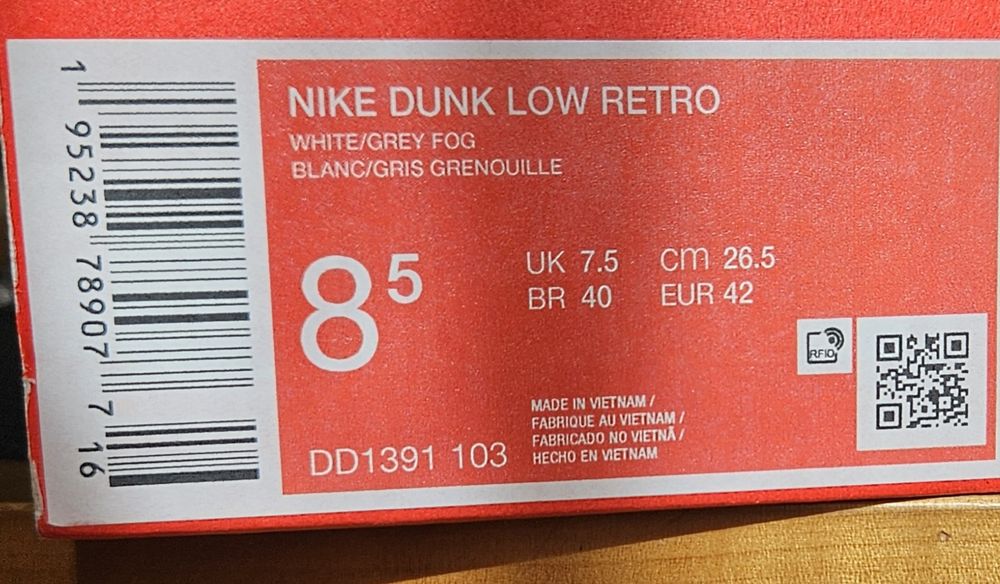 1 95238 78907 7 16
NIKE DUNK LOW RETRO
WHITE/GREY FOG
BLANC/GRIS GRENOUILLE
8 5
UK 7.5 cm 26.5
BR 40 EUR 42
RFID
MADE IN VIETNAM /
FABRIQUE AU VIETNAM /
FABRICADO NO VIETNÃ /
HECHO EN VIETNAM
DD1391 103